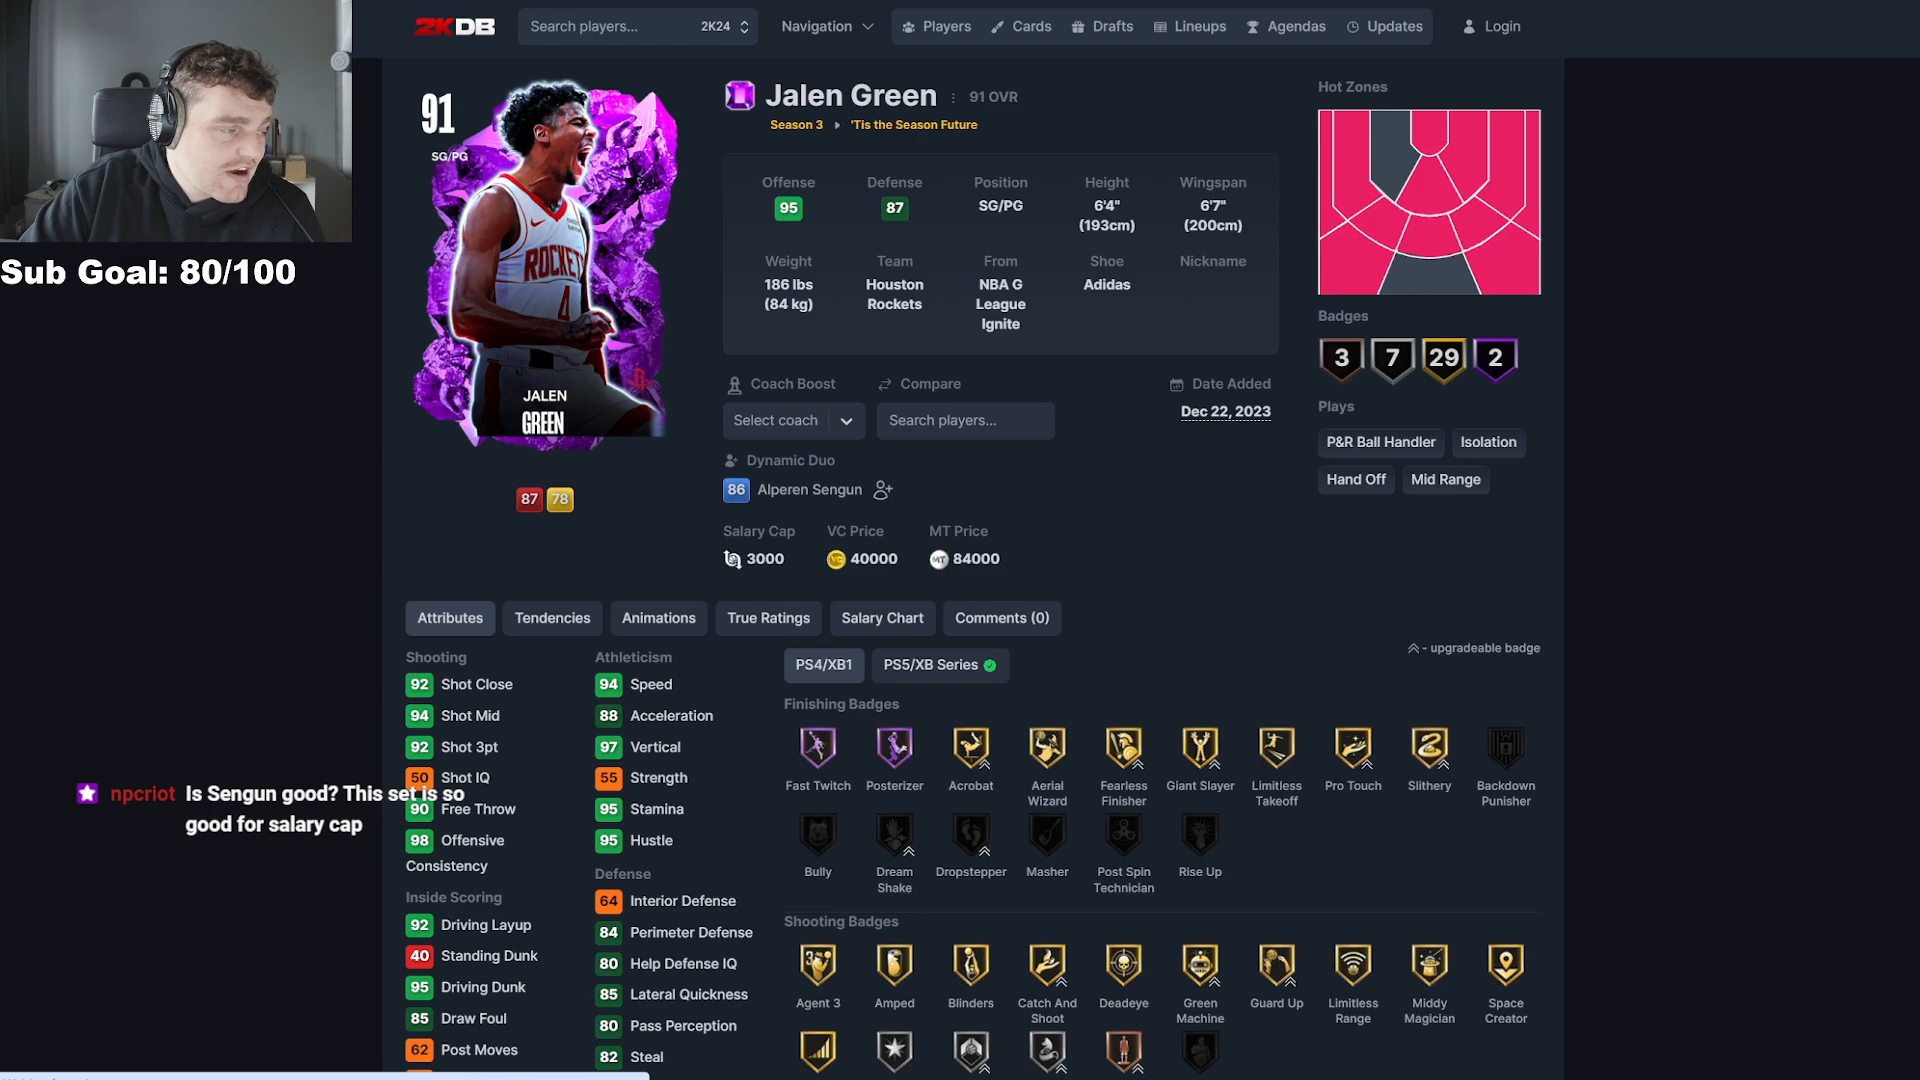 2KDB
Search players...
2K24
Navigation
Players
Cards
Drafts
Lineups
Agendas
Updates
Login
91
SG/PG
ROCKETS
4
JALEN
GREEN
87
78
Jalen Green
91 OVR
Season 3
'Tis the Season Future
Offense
95
Defense
87
Position
SG/PG
Height
6'4"
(193cm)
Wingspan
6'7"
(200cm)
Weight
186 lbs
(84 kg)
Team
Houston
Rockets
From
NBA G
League
Ignite
Shoe
Adidas
Nickname
Coach Boost
Select coach
Compare
Search players...
Date Added
Dec 22, 2023
Dynamic Duo
86 Alperen Sengun
Salary Cap
3000
VC Price
VC 40000
MT Price
MT 84000
Hot Zones
Badges
3
7
29
2
Plays
P&R Ball Handler
Isolation
Hand Off
Mid Range
Sub Goal: 80/100
npcriot Is Sengun good? This set is so
good for salary cap
Attributes
Tendencies
Animations
True Ratings
Salary Chart
Comments (0)
Shooting
92 Shot Close
94 Shot Mid
92 Shot 3pt
50 Shot IQ
90 Free Throw
98 Offensive
Consistency
Inside Scoring
92 Driving Layup
40 Standing Dunk
95 Driving Dunk
85 Draw Foul
62 Post Moves
Athleticism
94 Speed
88 Acceleration
97 Vertical
55 Strength
95 Stamina
95 Hustle
Defense
64 Interior Defense
84 Perimeter Defense
80 Help Defense IQ
85 Lateral Quickness
80 Pass Perception
82 Steal
- upgradeable badge
PS4/XB1
PS5/XB Series
Finishing Badges
Fast Twitch
Posterizer
Acrobat
Aerial
Wizard
Fearless
Finisher
Giant Slayer
Limitless
Takeoff
Pro Touch
Slithery
Backdown
Punisher
Bully
Dream
Shake
Dropstepper
Masher
Post Spin
Technician
Rise Up
Shooting Badges
Agent 3
Amped
Blinders
Catch And
Shoot
Deadeye
Green
Machine
Guard Up
Limitless
Range
Middy
Magician
Space
Creator